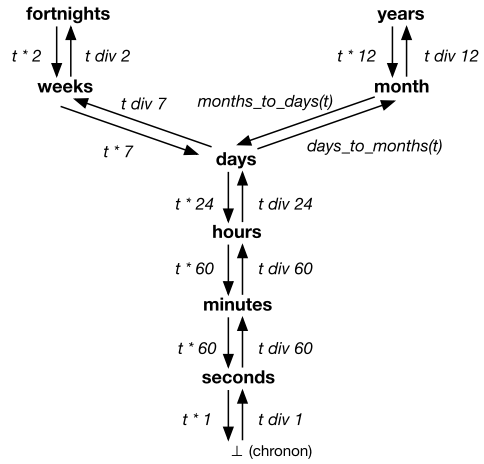 fortnights years
t * 2 t div 2 t * 12 t div 12
weeks month
t div 7 months_to_days(t)
t * 7 days_to_months(t)
days
t * 24 t div 24
hours
t * 60 t div 60
minutes
t * 60 t div 60
seconds
t * 1 t div 1
⊥ (chronon)